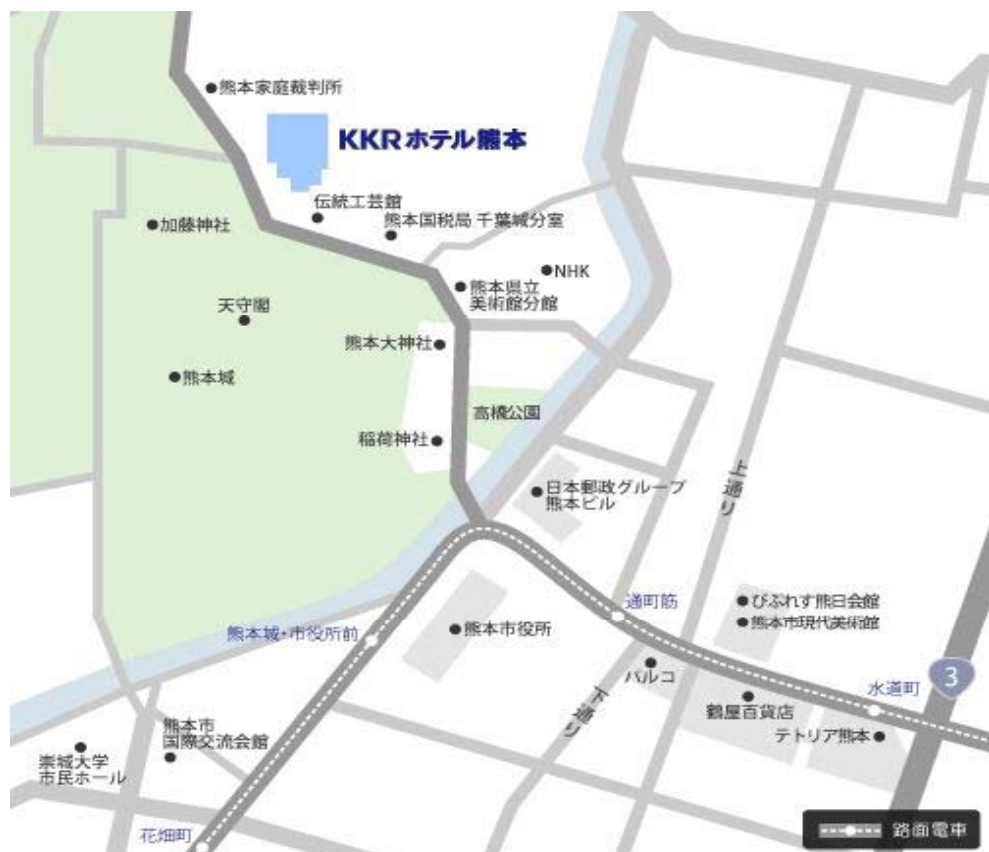 熊本家庭裁判所
KKRホテル熊本
伝統工芸館
加藤神社
熊本国税局 千葉城分室
NHK
熊本県立
美術館分館
天守閣
熊本大神社
熊本城
高橋公園
稲荷神社
上通り
日本郵政グループ
熊本ビル
通町筋
びぷれす熊日会館
熊本市現代美術館
熊本城・市役所前
熊本市役所
パルコ
3
水道町
鶴屋百貨店
下通り
テトリア熊本
熊本市
国際交流会館
崇城大学
市民ホール
花畑町
路面電車